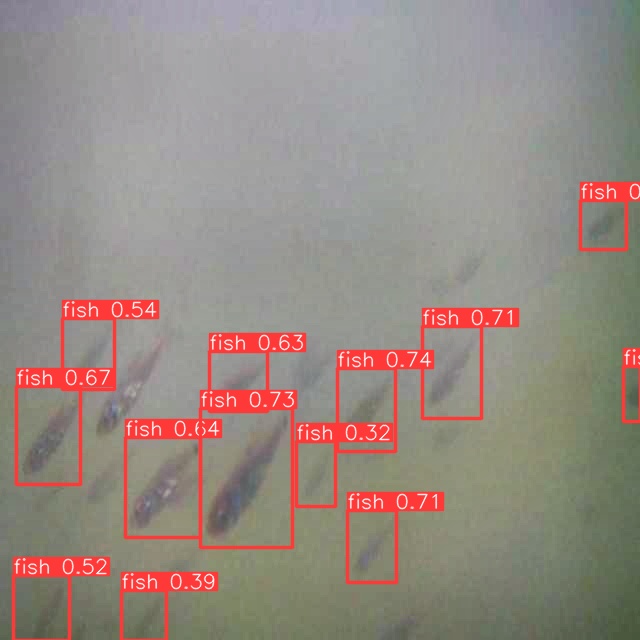 fish 0
fish 0.54
fish 0.71
fish 0.63
fish 0.74
fish 0.67
fish 0.73
fish 0.64
fish 0.32
fish 0.71
fish 0.52
fish 0.39